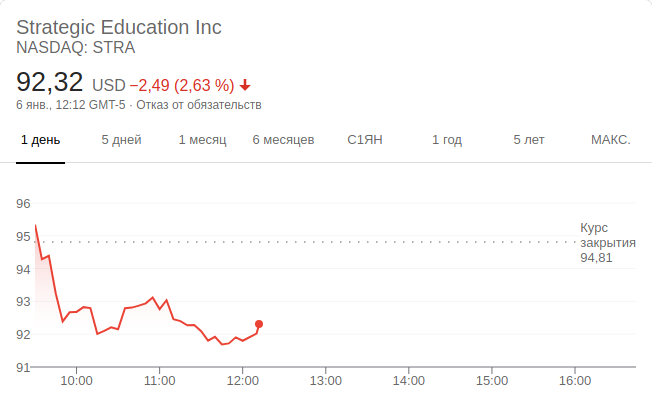 Strategic Education Inc
NASDAQ: STRA
92,32 USD −2,49 (2,63 %)
6 янв., 12:12 GMT-5 · Отказ от обязательств
1 день 5 дней 1 месяц 6 месяцев С1ЯН 1 год 5 лет МАКС.
96
95
94
93
92
91
Курс
закрытия
94,81
10:00 11:00 12:00 13:00 14:00 15:00 16:00